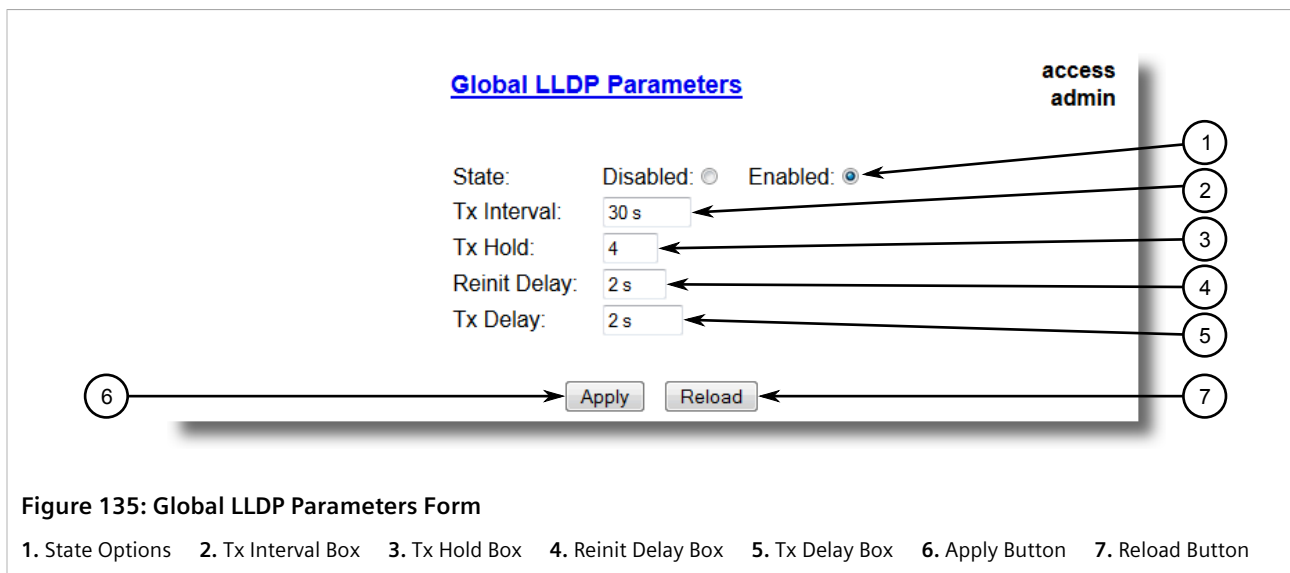 Global LLDP Parameters
access
admin
State: Disabled: Enabled:
Tx Interval: 30 s
Tx Hold: 4
Reinit Delay: 2 s
Tx Delay: 2 s
Apply Reload
1
2
3
4
5
6
7
Figure 135: Global LLDP Parameters Form
1. State Options 2. Tx Interval Box 3. Tx Hold Box 4. Reinit Delay Box 5. Tx Delay Box 6. Apply Button 7. Reload Button